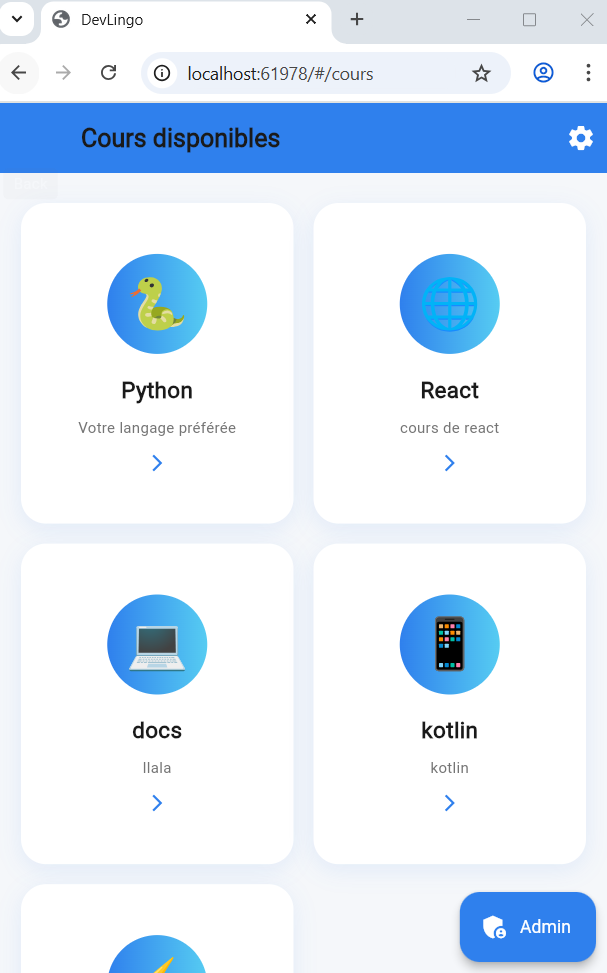 DevLingo
localhost:61978/#/cours
Cours disponibles
Python
React
Votre langage préférée
cours de react
docs
kotlin
llala
kotlin
Admin